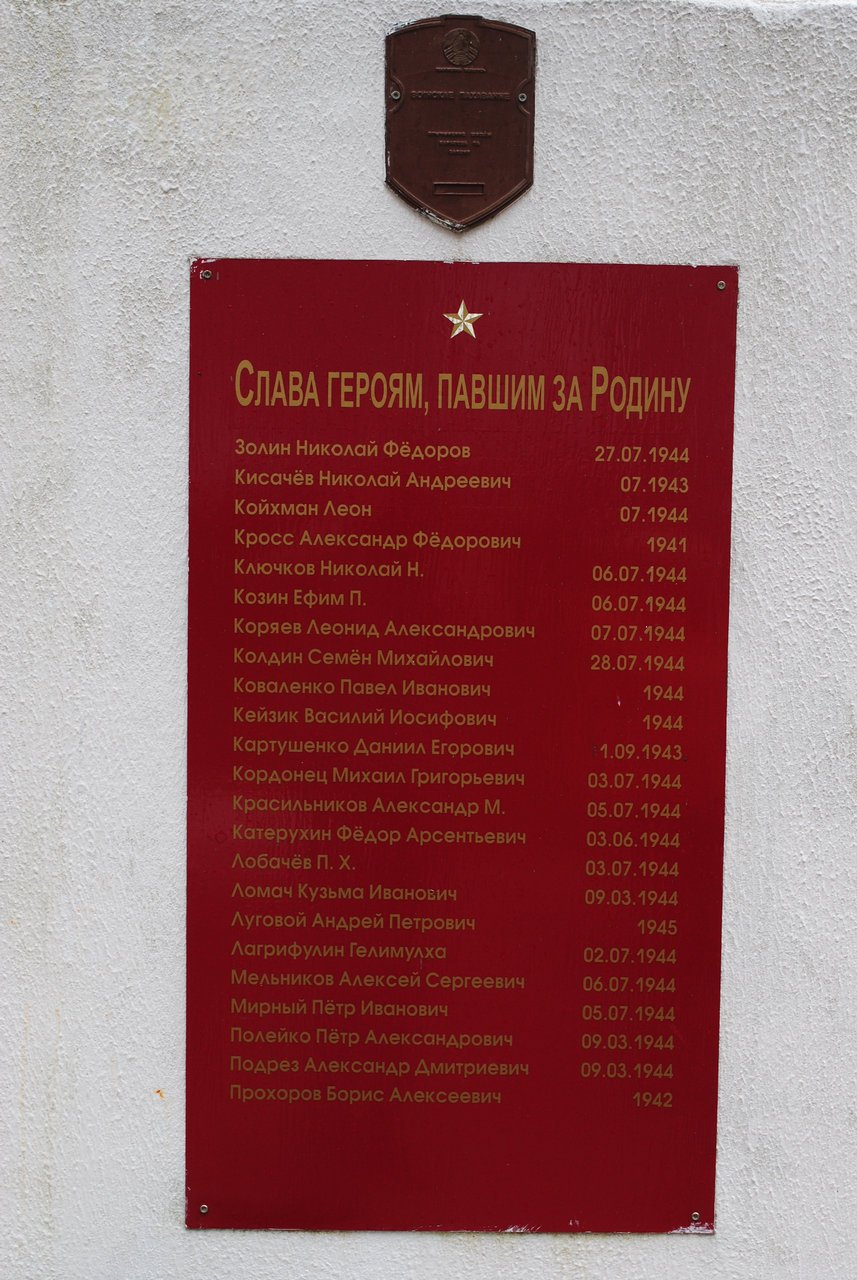 ВОІНСКАЕ ПАХАВАННЕ
Слава героям, павшим за Родину
Золин Николай Фёдоров 27.07.1944
Кисачёв Николай Андреевич 07.1943
Койхман Леон 07.1944
Кросс Александр Фёдорович 1941
Ключков Николай Н. 06.07.1944
Козин Ефим П. 06.07.1944
Коряев Леонид Александрович 07.07.1944
Колдин Семён Михайлович 28.07.1944
Коваленко Павел Иванович 1944
Кейзик Василий Иосифович 1944
Картушенко Даниил Егорович 1.09.1943
Кордонец Михаил Григорьевич 03.07.1944
Красильников Александр М. 05.07.1944
Катерухин Фёдор Арсентьевич 03.06.1944
Лобачёв П. Х. 03.07.1944
Ломач Кузьма Иванович 09.03.1944
Луговой Андрей Петрович 1945
Лагрифулин Гелимулха 02.07.1944
Мельников Алексей Сергеевич 06.07.1944
Мирный Пётр Иванович 05.07.1944
Полейко Пётр Александрович 09.03.1944
Подрез Александр Дмитриевич 09.03.1944
Прохоров Борис Алексеевич 1942